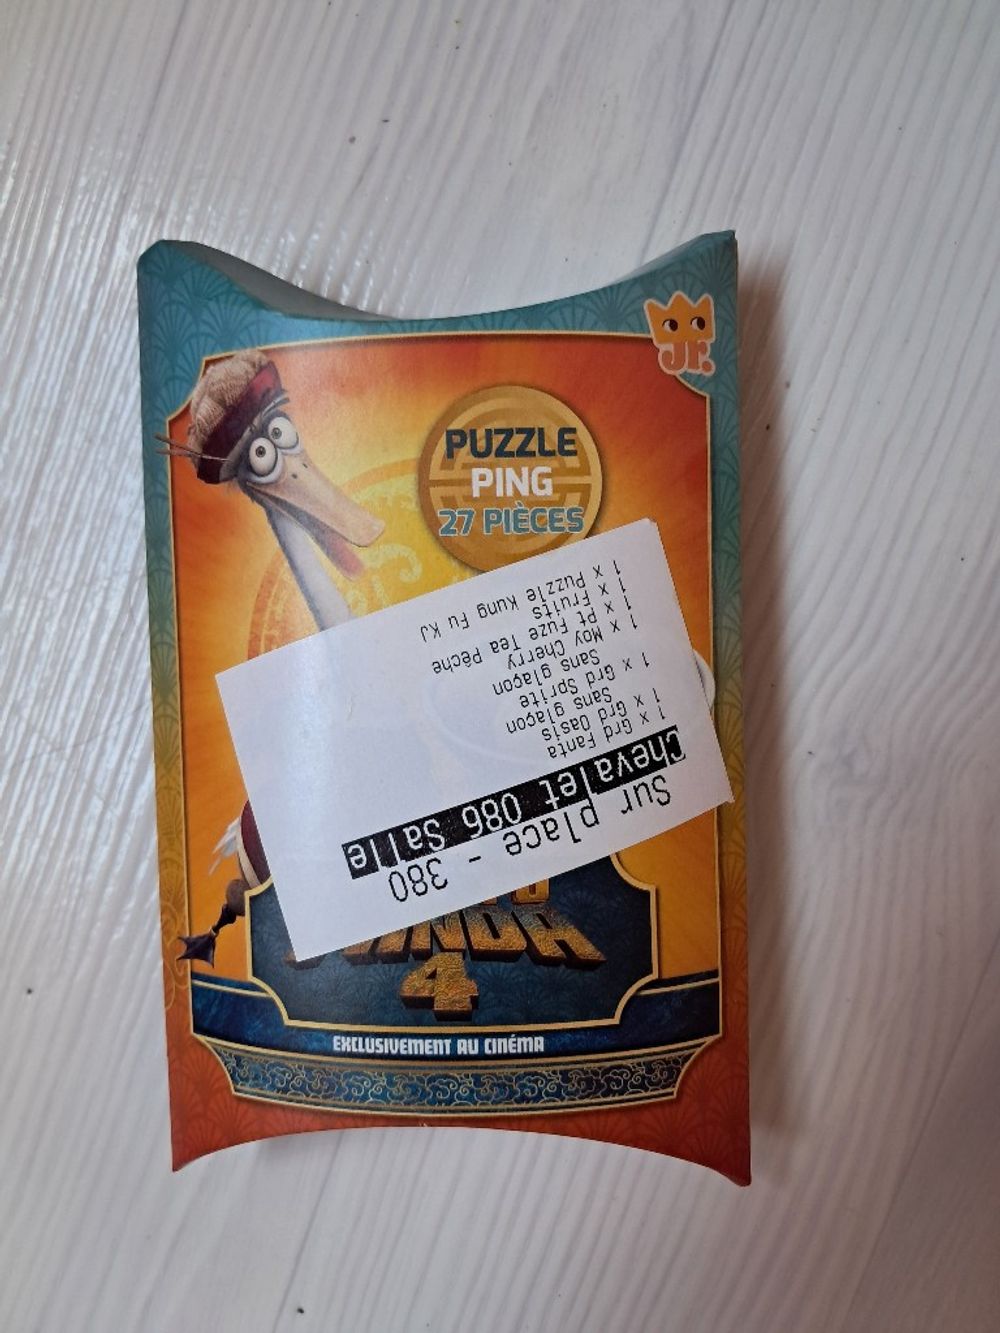 Jr.
PUZZLE
PING
27 PIÈCES
Sur place - 380
Chevalet 086 Salle
1 x Grd Fanta
1 x Grd Oasis
Sans glaçon
1 x Grd Sprite
Sans glaçon
1 x Moy Cherry
1 x Pt Fuze Tea Pêche
1 x Fruits
1 x Puzzle Kung Fu KJ
PANDA
4
EXCLUSIVEMENT AU CINÉMA